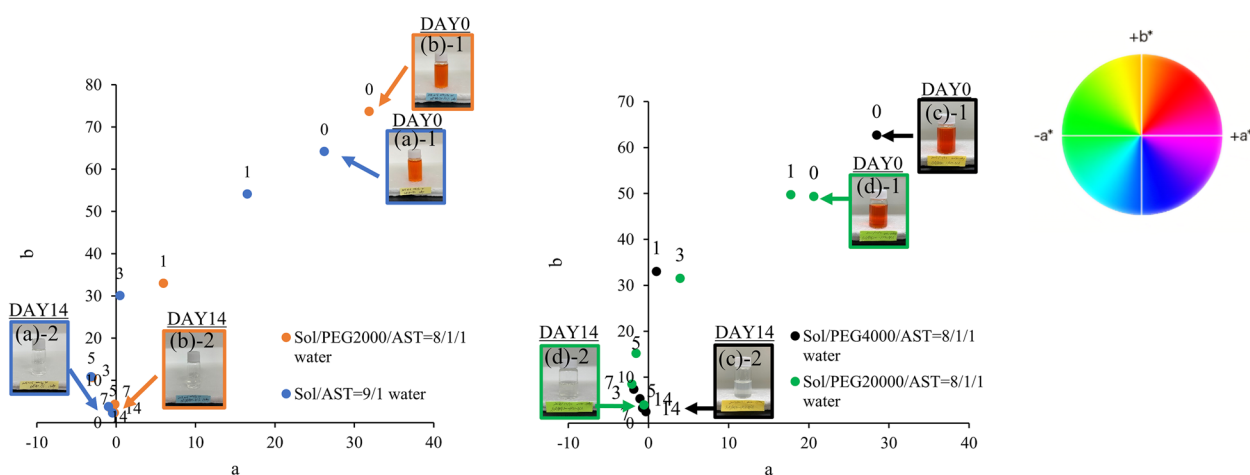 DAY0
(b)-1
0
DAY0
(a)-1
0
1
3
1
DAY14
(a)-2
DAY14
(b)-2
5
3
5
7
7
14
14
80
70
60
50
40
30
20
10
0
b
-10
0
10
20
30
40
a
Sol/PEG2000/AST=8/1/1
water
Sol/AST=9/1 water
DAY0
(c)-1
0
DAY0
(d)-1
1
0
1
3
DAY14
(d)-2
DAY14
(c)-2
5
7
3
5
14
7
14
70
60
50
40
30
20
10
0
b
-10
0
10
20
30
40
a
Sol/PEG4000/AST=8/1/1
water
Sol/PEG20000/AST=8/1/1
water
+b*
-a*
+a*